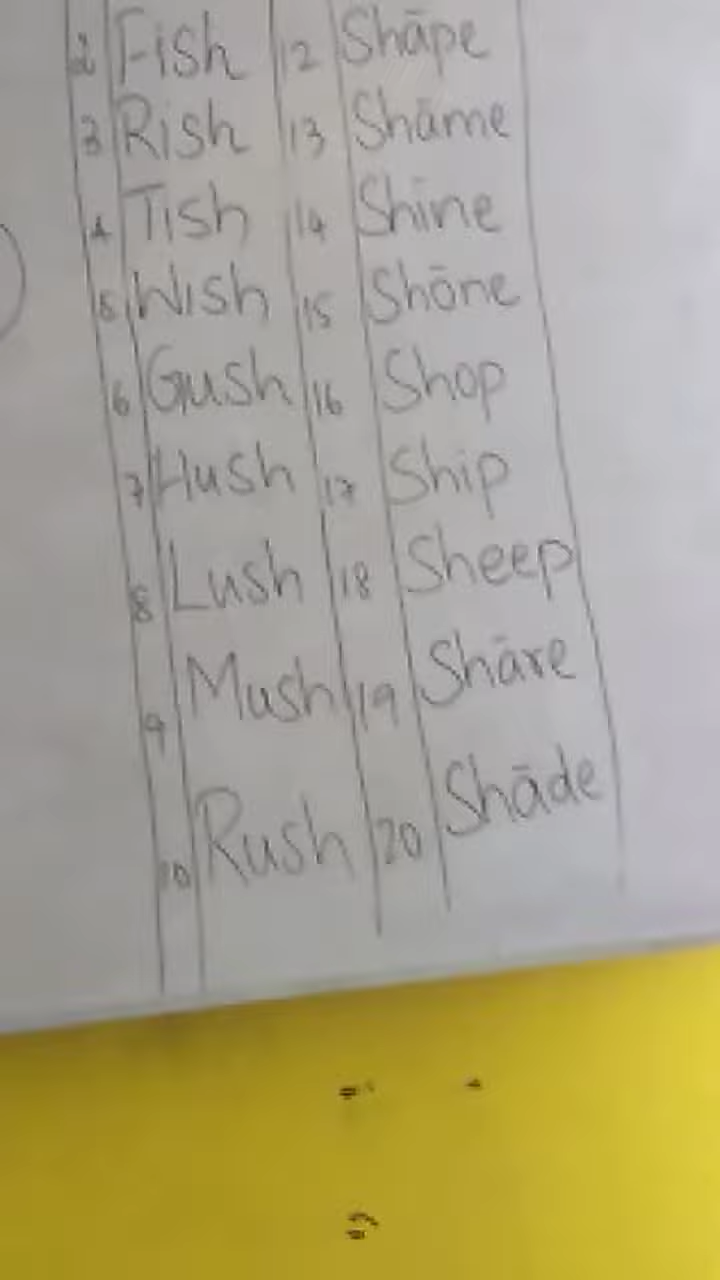 2 Fish 12 Shāpe
3 Rish 13 Shāme
4 Tish 14 Shine
5 Wish 15 Shōne
6 Gush 16 Shop
7 Hush 17 Ship
8 Lush 18 Sheep
9 Mush 19 Shāre
10 Rush 20 Shāde